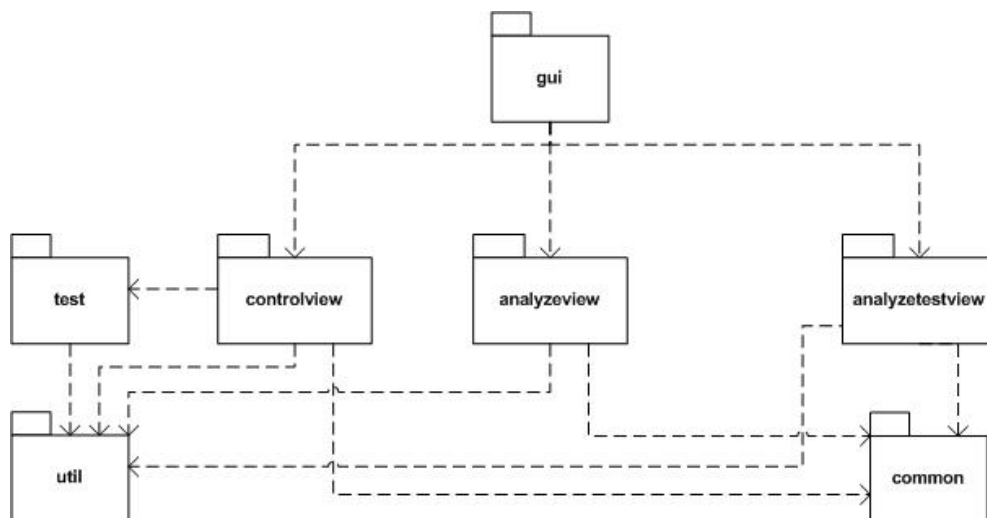 gui
test
controlview
analyzeview
analyzetestview
util
common